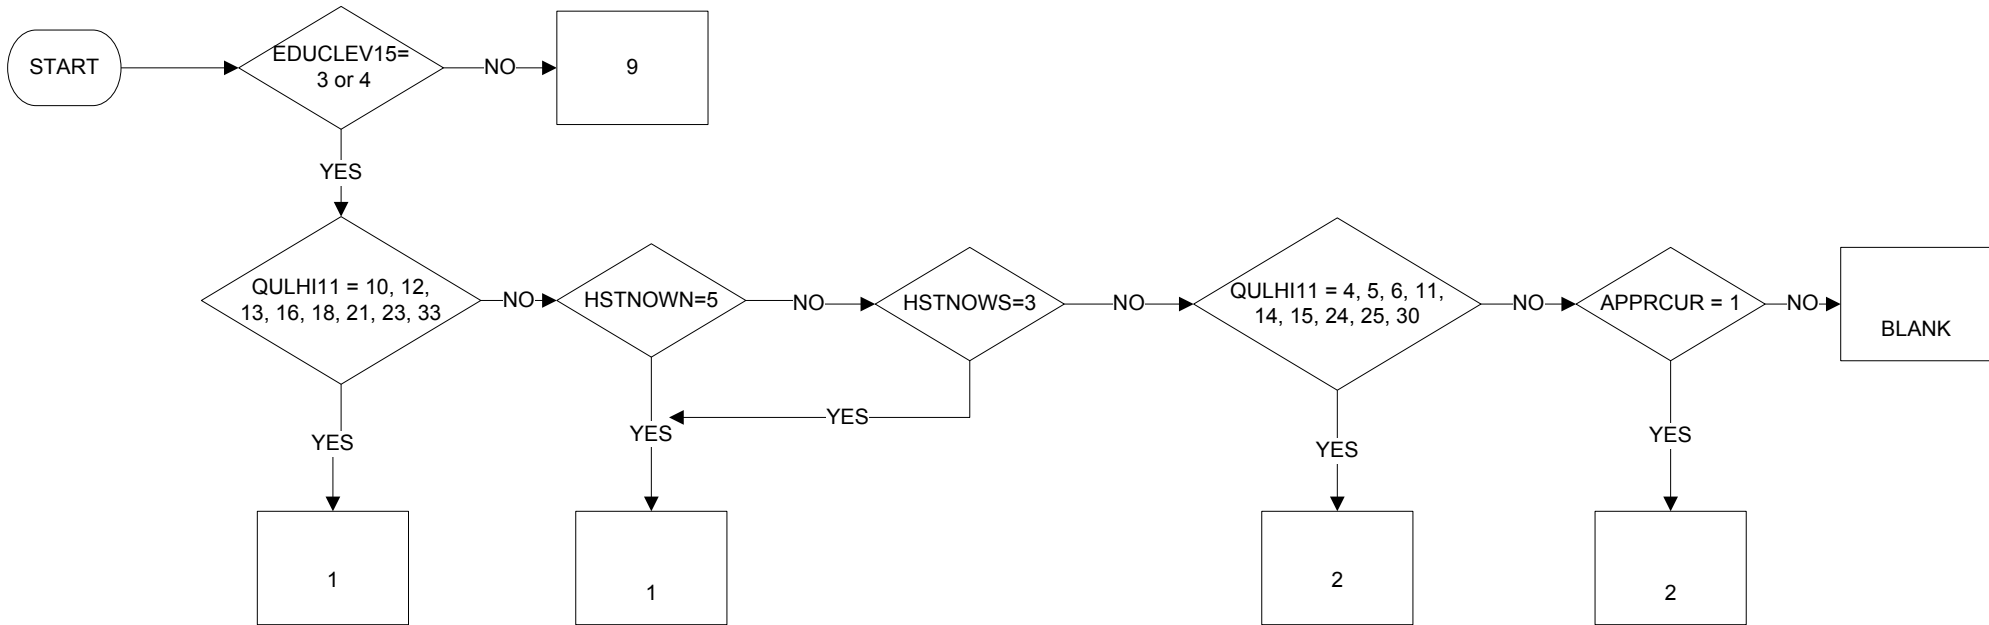 START
EDUCLEV15=
3 or 4
NO
9
YES
QULHI11 = 10, 12,
13, 16, 18, 21, 23, 33
NO
HSTNOWN=5
NO
HSTNOWS=3
NO
QULHI11 = 4, 5, 6, 11,
14, 15, 24, 25, 30
NO
APPRCUR = 1
NO
BLANK
YES
YES
YES
YES
YES
1
1
2
2